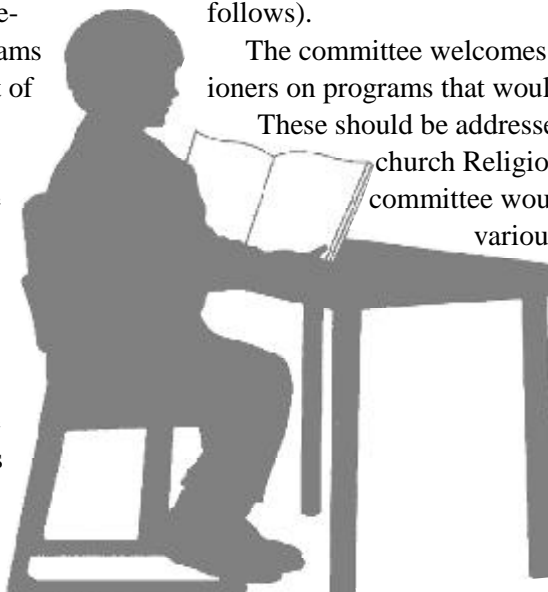 e-
ams
of
s
follows).
The committee welcomes
ioners on programs that woul
These should be addresse
church Religio
committee wou
variou